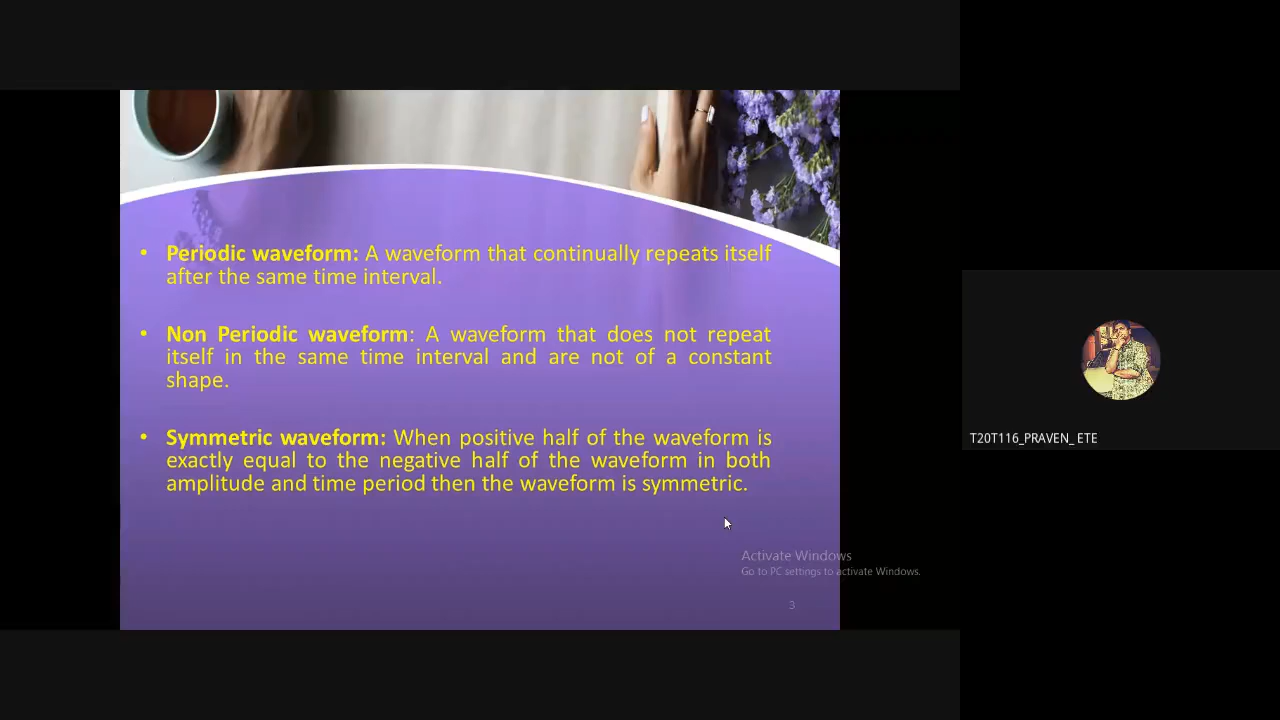 • Periodic waveform: A waveform that continually repeats itself
after the same time interval.
• Non Periodic waveform: A waveform that does not repeat
itself in the same time interval and are not of a constant
shape.
• Symmetric waveform: When positive half of the waveform is
exactly equal to the negative half of the waveform in both
amplitude and time period then the waveform is symmetric.
T20T116_PRAVEN_ ETE
Activate Windows
Go to PC settings to activate Windows.
3